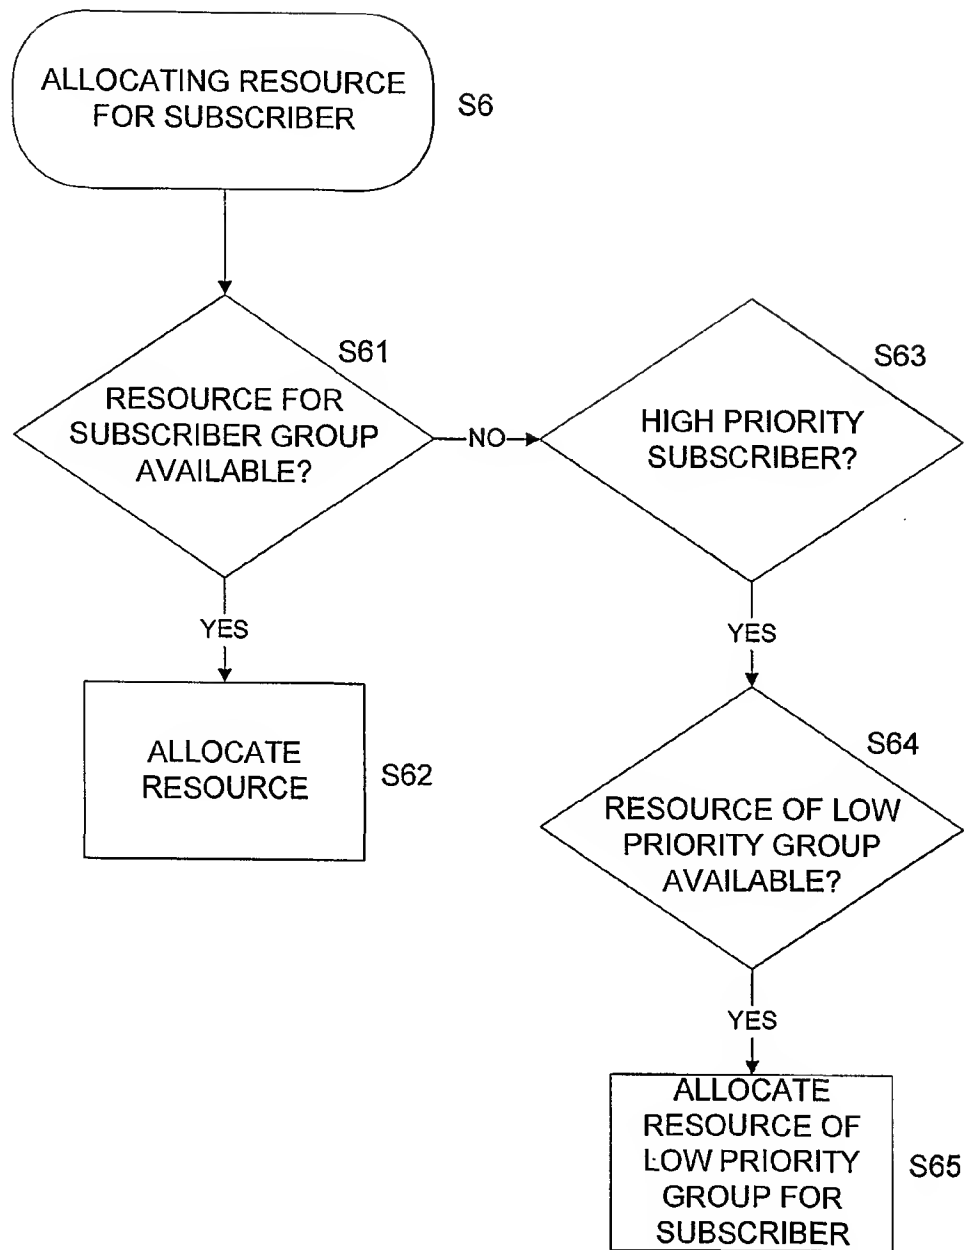 ALLOCATING RESOURCE
FOR SUBSCRIBER
S6
S61
RESOURCE FOR
SUBSCRIBER GROUP
AVAILABLE?
NO
S63
HIGH PRIORITY
SUBSCRIBER?
YES
ALLOCATE
RESOURCE
S62
YES
S64
RESOURCE OF LOW
PRIORITY GROUP
AVAILABLE?
YES
ALLOCATE
RESOURCE OF
LOW PRIORITY
GROUP FOR
SUBSCRIBER
S65